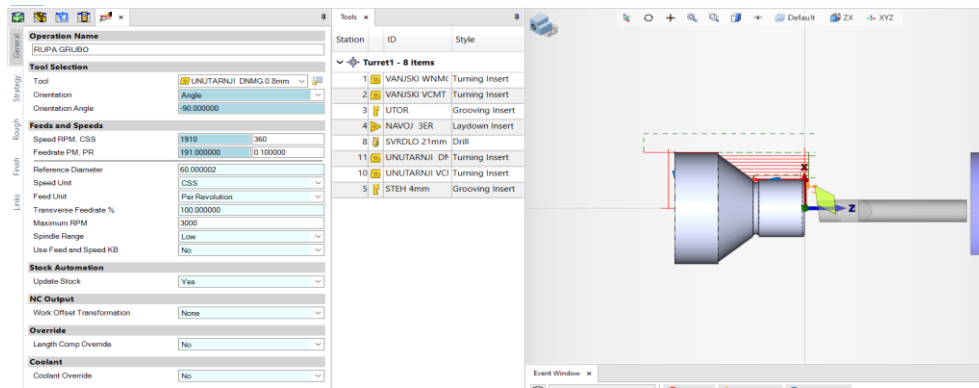 General
Strategy
Rough
Finish
Links
Operation Name
RUPA GRUBO
Tool Selection
Tool UNUTARNJI DNMG 0.8mm
Orientation Angle
Orientation Angle -90.000000
Feeds and Speeds
Speed RPM, CSS 1910 360
Feedrate PM, PR 191.000000 0.100000
Reference Diameter 60.000002
Speed Unit CSS
Feed Unit Per Revolution
Transverse Feedrate % 100.000000
Maximum RPM 3000
Spindle Range Low
Use Feed and Speed KB No
Stock Automation
Update Stock Yes
NC Output
Work Offset Transformation None
Override
Length Comp Override No
Coolant
Coolant Override No
Tools ×
Station ID Style
Turret1 - 8 items
1 VANJSKI WNMG Turning Insert
2 VANJSKI VCMT Turning Insert
3 UTOR Grooving Insert
4 NAVOJ 3ER Laydown Insert
8 SVRDLO 21mm Drill
11 UNUTARNJI DN Turning Insert
10 UNUTARNJI VCI Turning Insert
5 STEH 4mm Grooving Insert
Default ZX XYZ
X
Z
Event Window ×